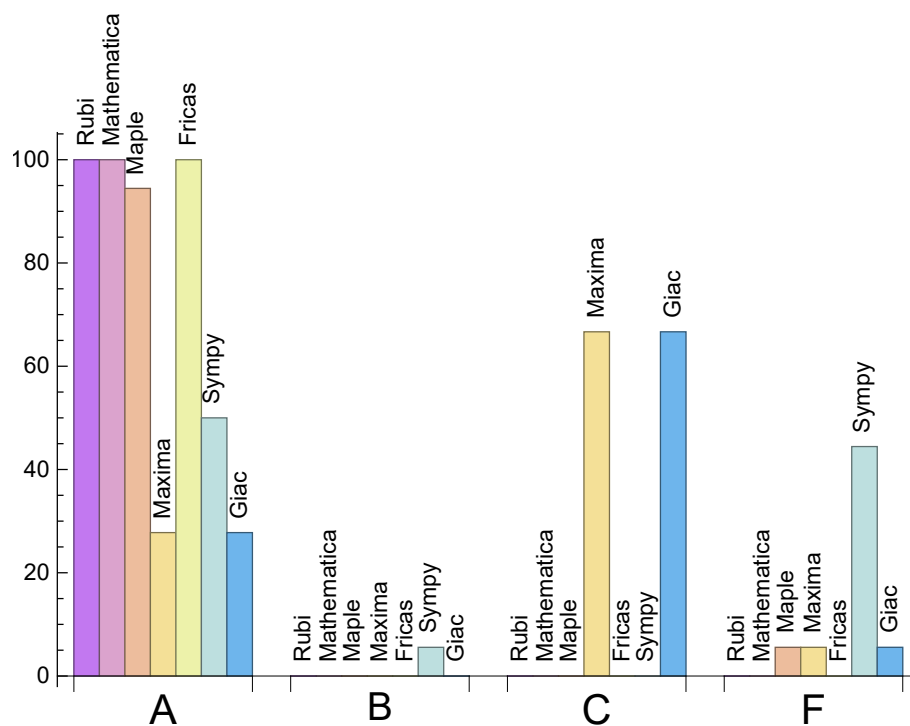 100
80
60
40
20
0
Rubi
Mathematica
Maple
Maxima
Fricas
Sympy
Giac
Rubi
Mathematica
Maple
Maxima
Fricas
Sympy
Giac
Rubi
Mathematica
Maple
Maxima
Fricas
Sympy
Giac
Rubi
Mathematica
Maple
Maxima
Fricas
Sympy
Giac
A
B
C
F